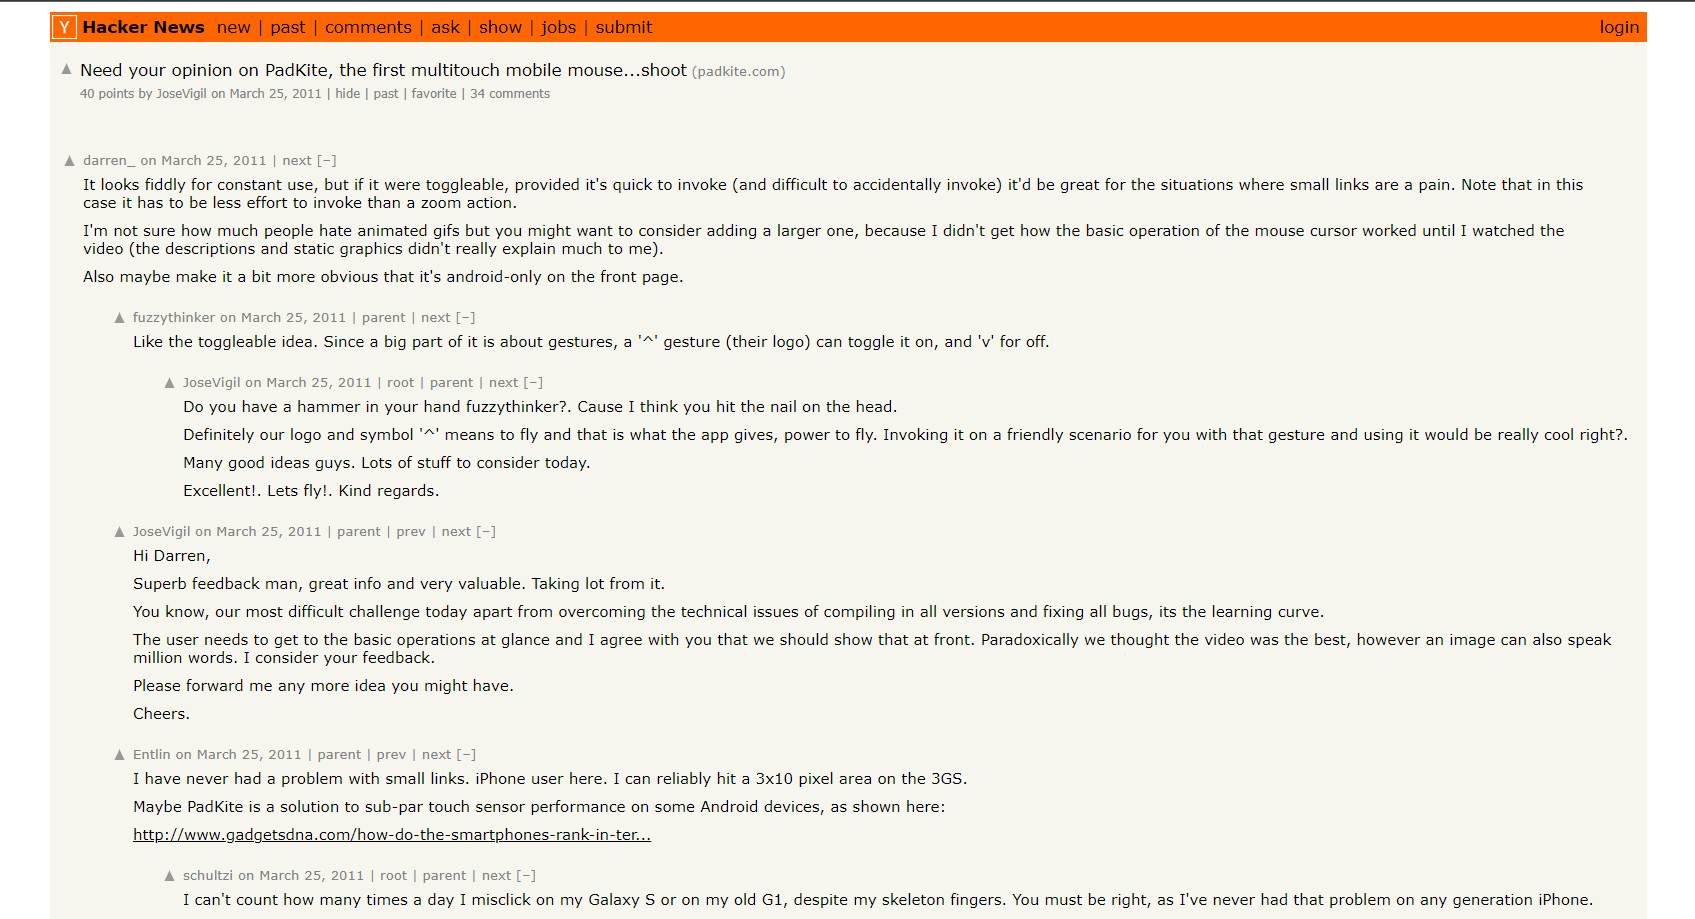 Y Hacker News new | past | comments | ask | show | jobs | submit login
▲ Need your opinion on PadKite, the first multitouch mobile mouse...shoot (padkite.com)
40 points by JoseVigil on March 25, 2011 | hide | past | favorite | 34 comments
▲ darren_ on March 25, 2011 | next [–]
It looks fiddly for constant use, but if it were toggleable, provided it's quick to invoke (and difficult to accidentally invoke) it'd be great for the situations where small links are a pain. Note that in this
case it has to be less effort to invoke than a zoom action.
I'm not sure how much people hate animated gifs but you might want to consider adding a larger one, because I didn't get how the basic operation of the mouse cursor worked until I watched the
video (the descriptions and static graphics didn't really explain much to me).
Also maybe make it a bit more obvious that it's android-only on the front page.
▲ fuzzythinker on March 25, 2011 | parent | next [–]
Like the toggleable idea. Since a big part of it is about gestures, a '^' gesture (their logo) can toggle it on, and 'v' for off.
▲ JoseVigil on March 25, 2011 | root | parent | next [–]
Do you have a hammer in your hand fuzzythinker?. Cause I think you hit the nail on the head.
Definitely our logo and symbol '^' means to fly and that is what the app gives, power to fly. Invoking it on a friendly scenario for you with that gesture and using it would be really cool right?.
Many good ideas guys. Lots of stuff to consider today.
Excellent!. Lets fly!. Kind regards.
▲ JoseVigil on March 25, 2011 | parent | prev | next [–]
Hi Darren,
Superb feedback man, great info and very valuable. Taking lot from it.
You know, our most difficult challenge today apart from overcoming the technical issues of compiling in all versions and fixing all bugs, its the learning curve.
The user needs to get to the basic operations at glance and I agree with you that we should show that at front. Paradoxically we thought the video was the best, however an image can also speak
million words. I consider your feedback.
Please forward me any more idea you might have.
Cheers.
▲ Entlin on March 25, 2011 | parent | prev | next [–]
I have never had a problem with small links. iPhone user here. I can reliably hit a 3x10 pixel area on the 3GS.
Maybe PadKite is a solution to sub-par touch sensor performance on some Android devices, as shown here:
http://www.gadgetsdna.com/how-do-the-smartphones-rank-in-ter...
▲ schultzi on March 25, 2011 | root | parent | next [–]
I can't count how many times a day I misclick on my Galaxy S or on my old G1, despite my skeleton fingers. You must be right, as I've never had that problem on any generation iPhone.